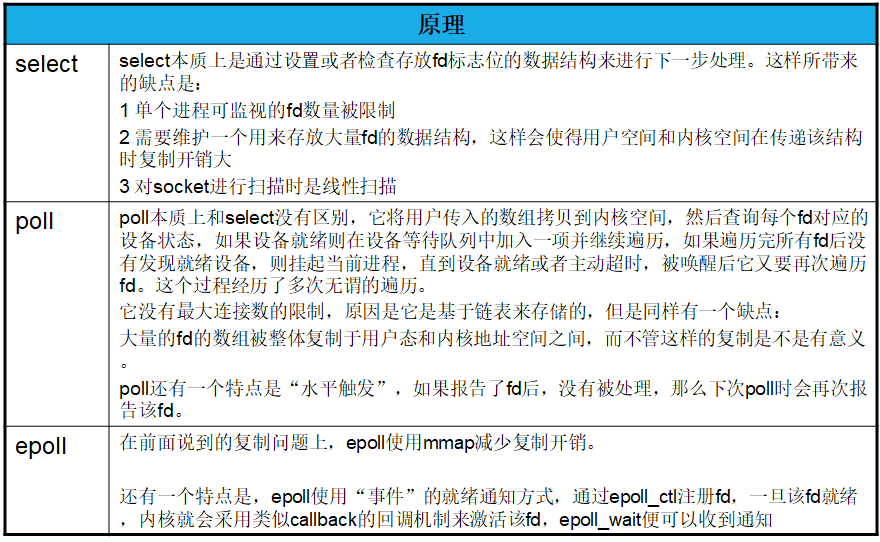 原理
select
select本质上是通过设置或者检查存放fd标志位的数据结构来进行下一步处理。这样所带来
的缺点是：
1 单个进程可监视的fd数量被限制
2 需要维护一个用来存放大量fd的数据结构，这样会使得用户空间和内核空间在传递该结构
时复制开销大
3 对socket进行扫描时是线性扫描
poll
poll本质上和select没有区别，它将用户传入的数组拷贝到内核空间，然后查询每个fd对应的
设备状态，如果设备就绪则在设备等待队列中加入一项并继续遍历，如果遍历完所有fd后没
有发现就绪设备，则挂起当前进程，直到设备就绪或者主动超时，被唤醒后它又要再次遍历
fd。这个过程经历了多次无谓的遍历。
它没有最大连接数的限制，原因是它是基于链表来存储的，但是同样有一个缺点：
大量的fd的数组被整体复制于用户态和内核地址空间之间，而不管这样的复制是不是有意义
。
poll还有一个特点是“水平触发”，如果报告了fd后，没有被处理，那么下次poll时会再次报
告该fd。
epoll
在前面说到的复制问题上，epoll使用mmap减少复制开销。
还有一个特点是，epoll使用“事件”的就绪通知方式，通过epoll_ctl注册fd，一旦该fd就绪
，内核就会采用类似callback的回调机制来激活该fd，epoll_wait便可以收到通知